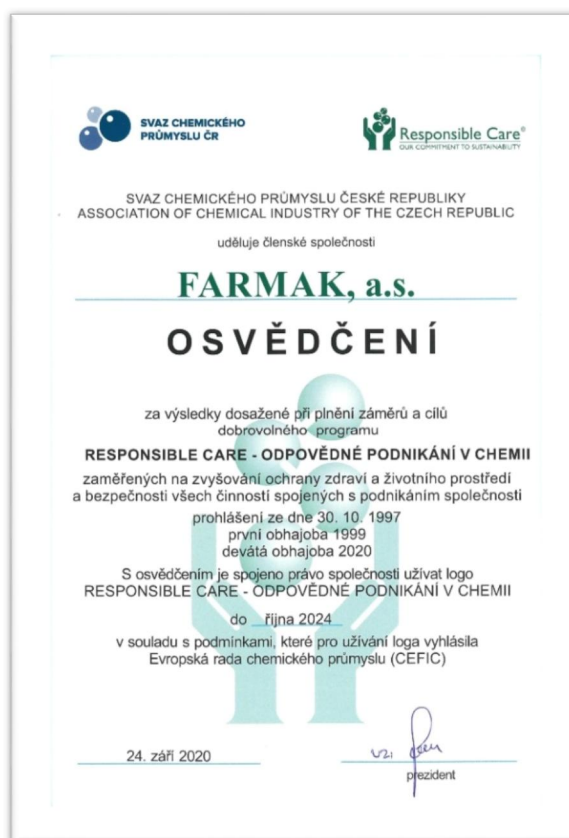 SVAZ CHEMICKÉHO
PRŮMYSLU ČR
Responsible Care®
OUR COMMITMENT TO SUSTAINABILITY
SVAZ CHEMICKÉHO PRŮMYSLU ČESKÉ REPUBLIKY
ASSOCIATION OF CHEMICAL INDUSTRY OF THE CZECH REPUBLIC
uděluje členské společnosti
FARMAK, a.s.
OSVĚDČENÍ
za výsledky dosažené při plnění záměrů a cílů
dobrovolného programu
RESPONSIBLE CARE - ODPOVĚDNÉ PODNIKÁNÍ V CHEMII
zaměřených na zvyšování ochrany zdraví a životního prostředí
a bezpečnosti všech činností spojených s podnikáním společnosti
prohlášení ze dne 30. 10. 1997
první obhajoba 1999
devátá obhajoba 2020
S osvědčením je spojeno právo společnosti užívat logo
RESPONSIBLE CARE - ODPOVĚDNÉ PODNIKÁNÍ V CHEMII
do října 2024
v souladu s podmínkami, které pro užívání loga vyhlásila
Evropská rada chemického průmyslu (CEFIC)
24. září 2020
prezident